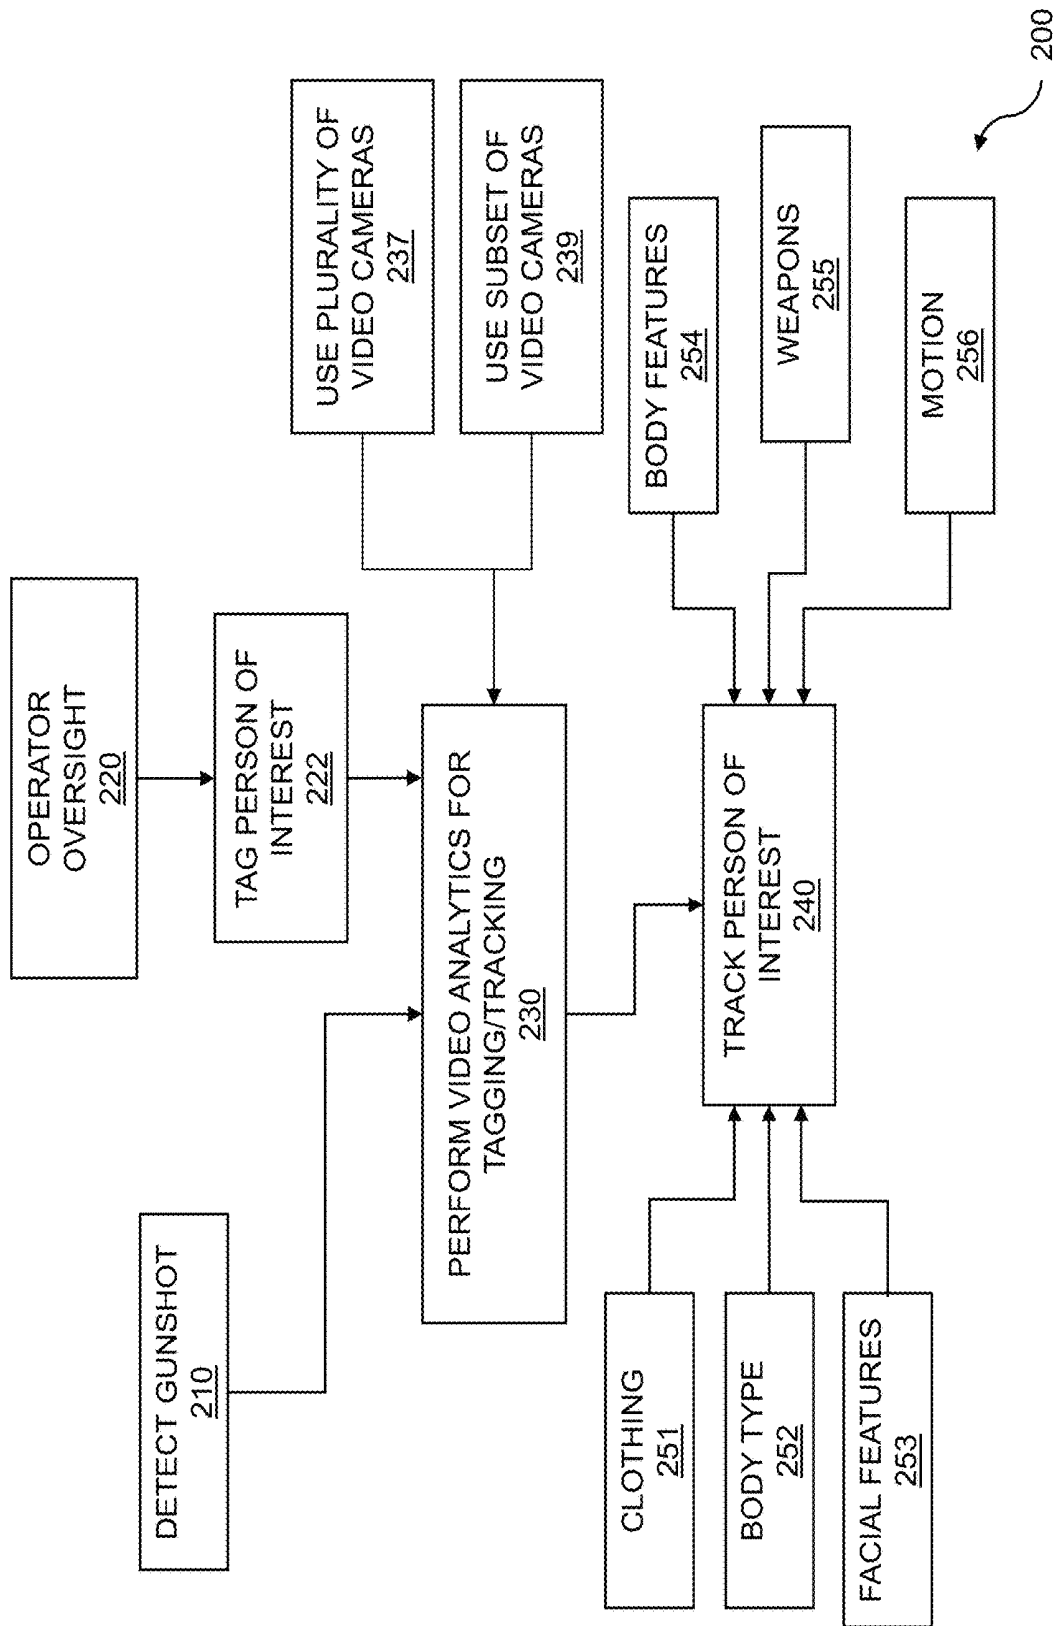 OPERATOR
OVERSIGHT
220
DETECT GUNSHOT
210
TAG PERSON OF
INTEREST
222
USE PLURALITY OF
VIDEO CAMERAS
237
PERFORM VIDEO ANALYTICS FOR
TAGGING/TRACKING
230
USE SUBSET OF
VIDEO CAMERAS
239
CLOTHING
251
BODY TYPE
252
FACIAL FEATURES
253
TRACK PERSON OF
INTEREST
240
BODY FEATURES
254
WEAPONS
255
MOTION
256
200